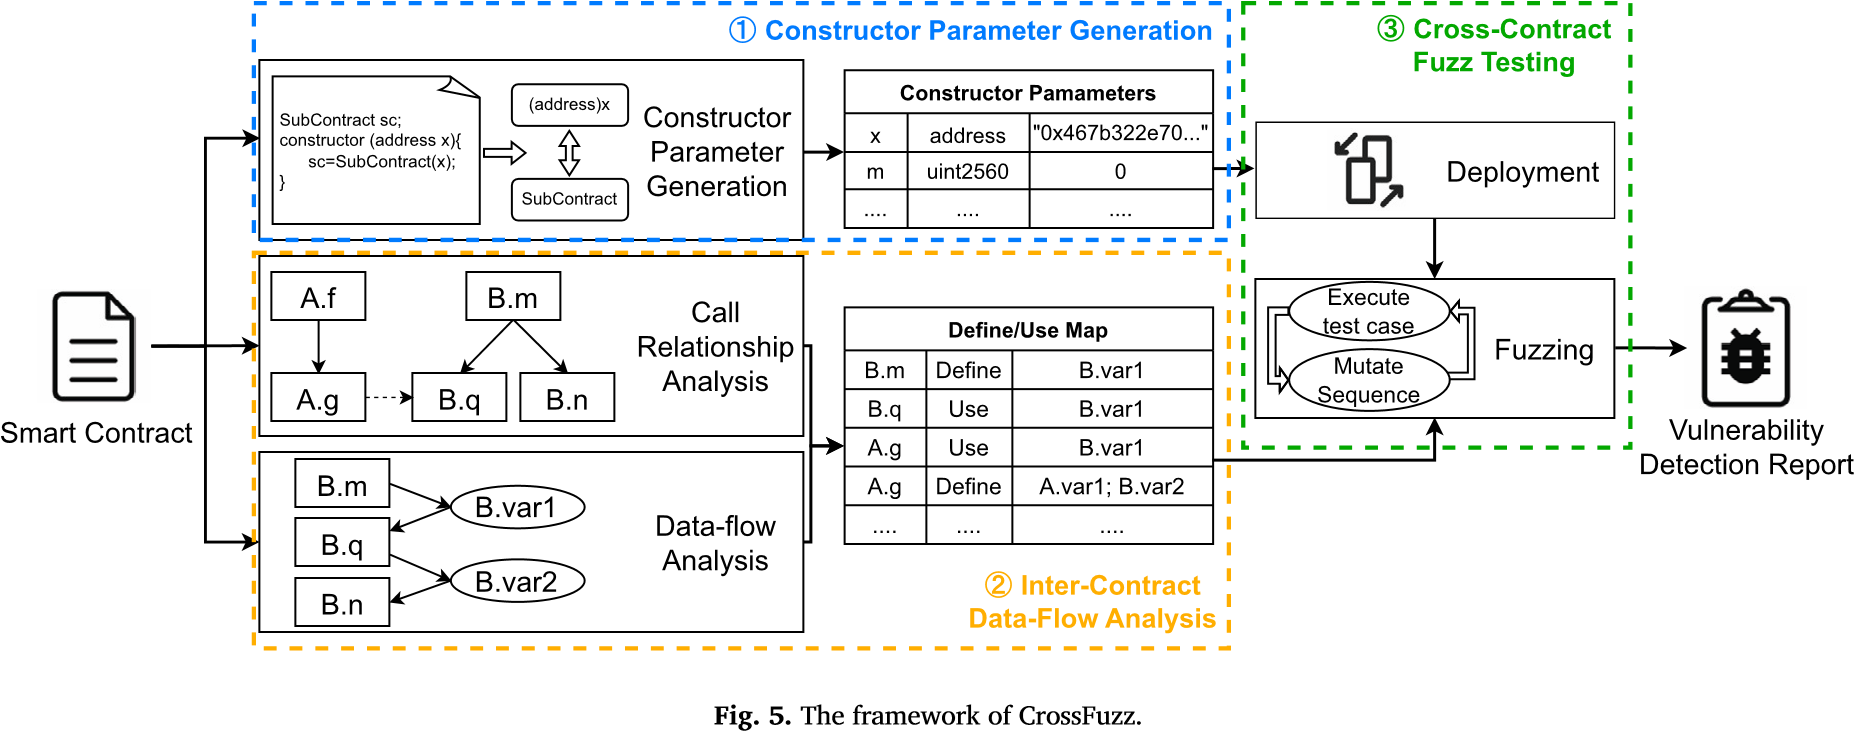 ① Constructor Parameter Generation
SubContract sc;
constructor (address x){
sc=SubContract(x);
}
(address)x
SubContract
Constructor
Parameter
Generation
Constructor Pamameters
x address "0x467b322e70..."
m uint2560 0
.... .... ....
③ Cross-Contract
Fuzz Testing
Deployment
Execute
test case
Mutate
Sequence
Fuzzing
Smart Contract
A.f
B.m
A.g
B.q
B.n
Call
Relationship
Analysis
B.m
B.q
B.n
B.var1
B.var2
Data-flow
Analysis
Define/Use Map
B.m Define B.var1
B.q Use B.var1
A.g Use B.var1
A.g Define A.var1; B.var2
.... .... ....
② Inter-Contract
Data-Flow Analysis
Vulnerability
Detection Report
Fig. 5. The framework of CrossFuzz.